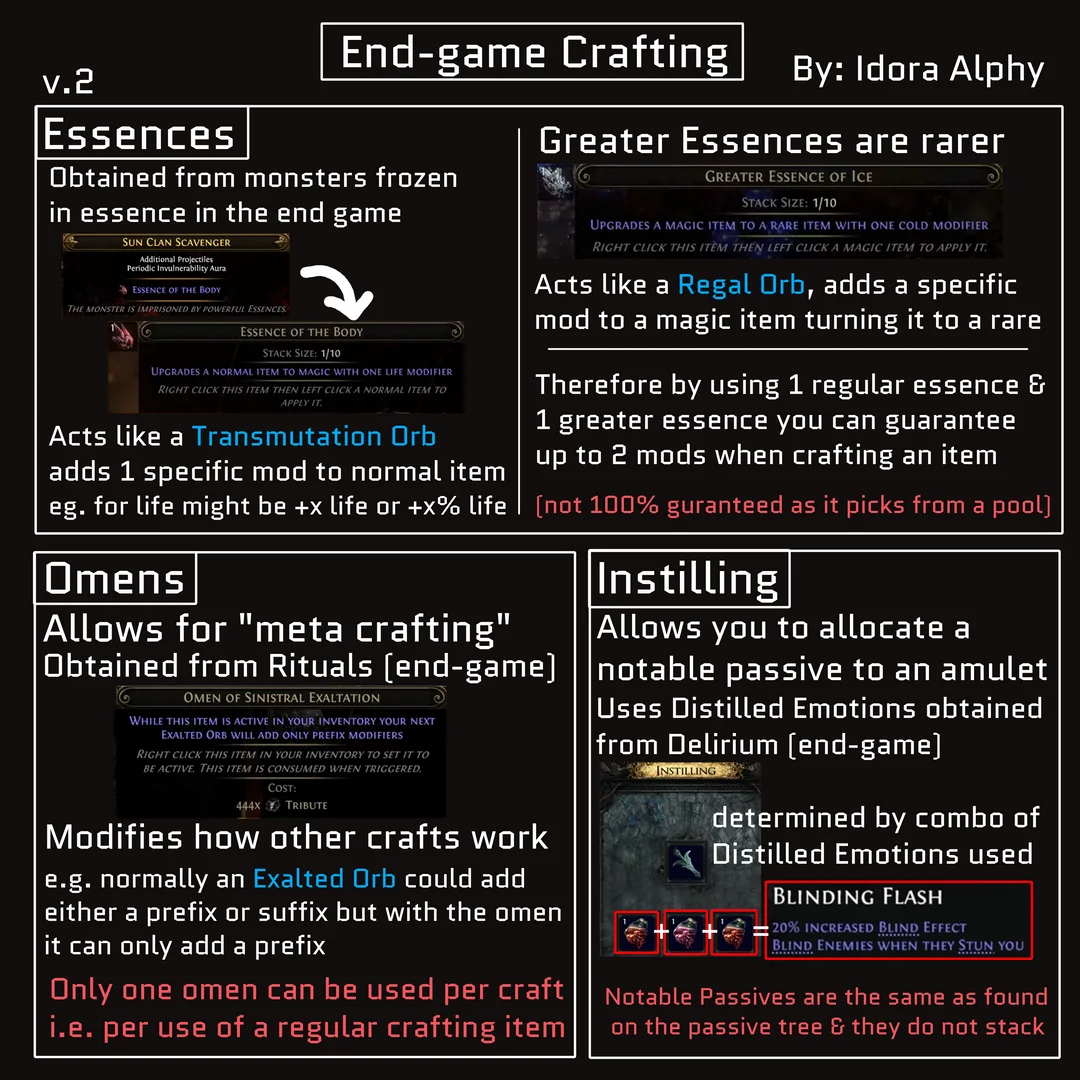 End-game Crafting
v.2
By: Idora Alphy
Essences
Obtained from monsters frozen
in essence in the end game
Sun Clan Scavenger
Additional Projectiles
Periodic Invulnerability Aura
Essence of the Body
The monster is imprisoned by powerful Essences.
1
Essence of the Body
Stack Size: 1/10
Upgrades a normal item to magic with one life modifier
Right click this item then left click a normal item to
apply it.
Acts like a Transmutation Orb
adds 1 specific mod to normal item
eg. for life might be +x life or +x% life
Greater Essences are rarer
Greater Essence of Ice
Stack Size: 1/10
Upgrades a magic item to a rare item with one cold modifier
Right click this item then left click a magic item to apply it.
Acts like a Regal Orb, adds a specific
mod to a magic item turning it to a rare
Therefore by using 1 regular essence &
1 greater essence you can guarantee
up to 2 mods when crafting an item
(not 100% guranteed as it picks from a pool)
Omens
Allows for "meta crafting"
Obtained from Rituals (end-game)
Omen of Sinistral Exaltation
While this item is active in your inventory your next
Exalted Orb will add only prefix modifiers
Right click this item in your inventory to set it to
be active. This item is consumed when triggered.
Cost:
444x Tribute
Modifies how other crafts work
e.g. normally an Exalted Orb could add
either a prefix or suffix but with the omen
it can only add a prefix
Only one omen can be used per craft
i.e. per use of a regular crafting item
Instilling
Allows you to allocate a
notable passive to an amulet
Uses Distilled Emotions obtained
from Delirium (end-game)
Instilling
determined by combo of
Distilled Emotions used
1 + 1 + 1 =
Blinding Flash
20% increased Blind Effect
Blind Enemies when they Stun you
Notable Passives are the same as found
on the passive tree & they do not stack